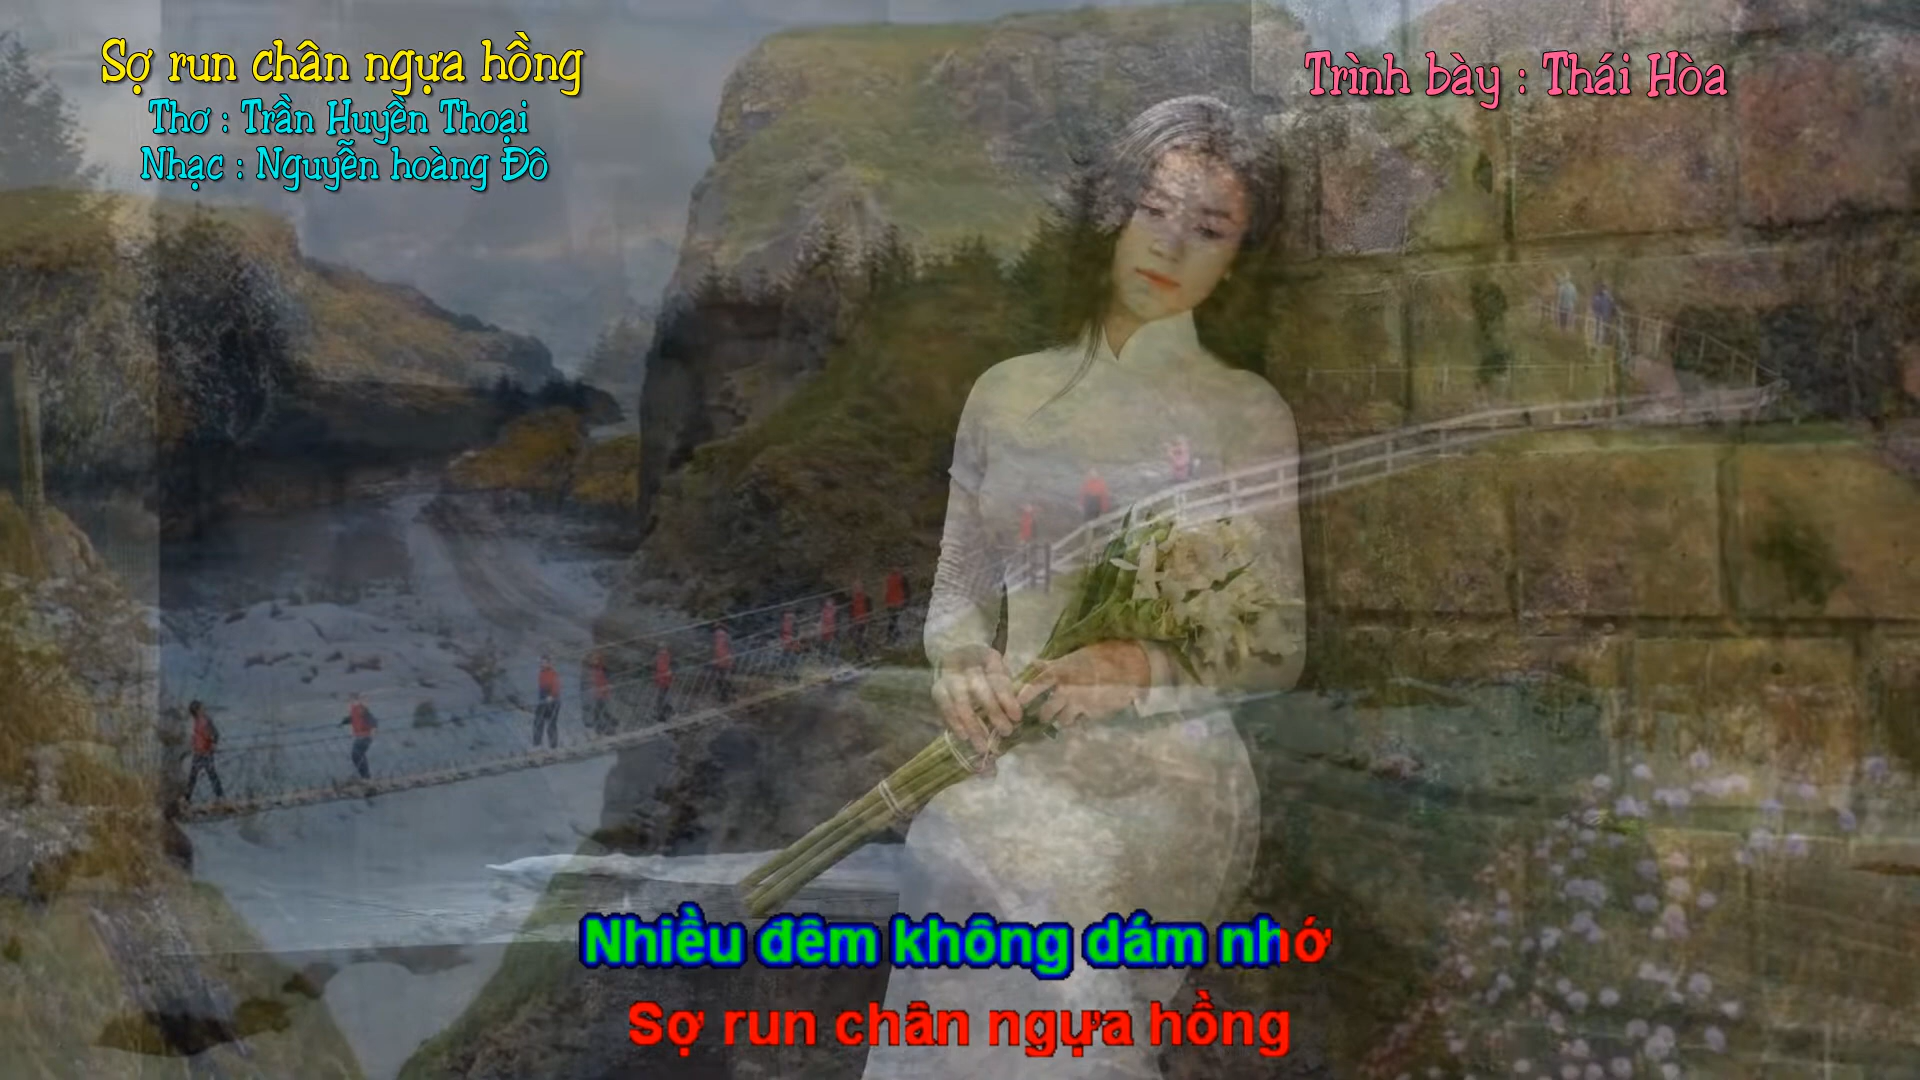 Sợ run chân ngựa hồng
Thơ : Trần Huyền Thoại
Nhạc : Nguyễn hoàng Đô
Trình bày : Thái Hòa
Nhiều đêm không dám nhớ
Sợ run chân ngựa hồng